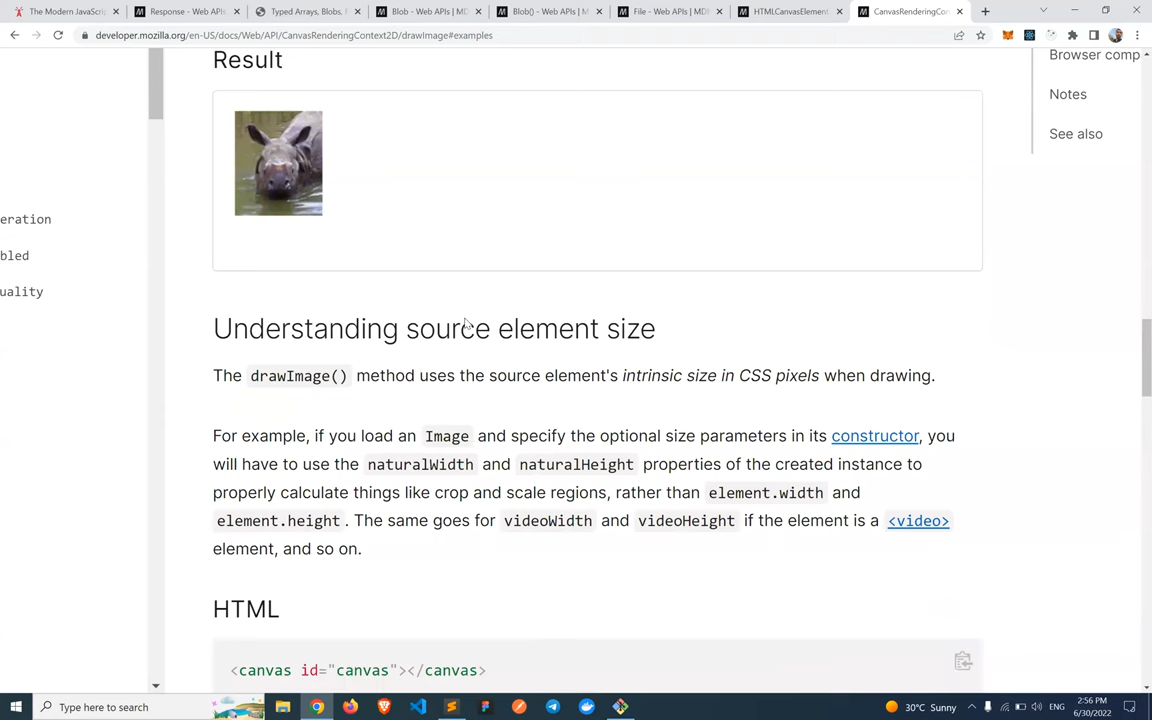 The Modern JavaScri
Response - Web APIs
Typed Arrays, Blobs,
Blob - Web APIs | MD
Blob() - Web APIs | M
File - Web APIs | MDN
HTMLCanvasElement
CanvasRenderingCon
developer.mozilla.org/en-US/docs/Web/API/CanvasRenderingContext2D/drawImage#examples
Result
Browser comp
Notes
See also
eration
bled
uality
Understanding source element size
The drawImage() method uses the source element's intrinsic size in CSS pixels when drawing.
For example, if you load an Image and specify the optional size parameters in its constructor, you
will have to use the naturalWidth and naturalHeight properties of the created instance to
properly calculate things like crop and scale regions, rather than element.width and
element.height. The same goes for videoWidth and videoHeight if the element is a <video>
element, and so on.
HTML
<canvas id="canvas"></canvas>
Type here to search
30°C Sunny
ENG
2:56 PM
6/30/2022